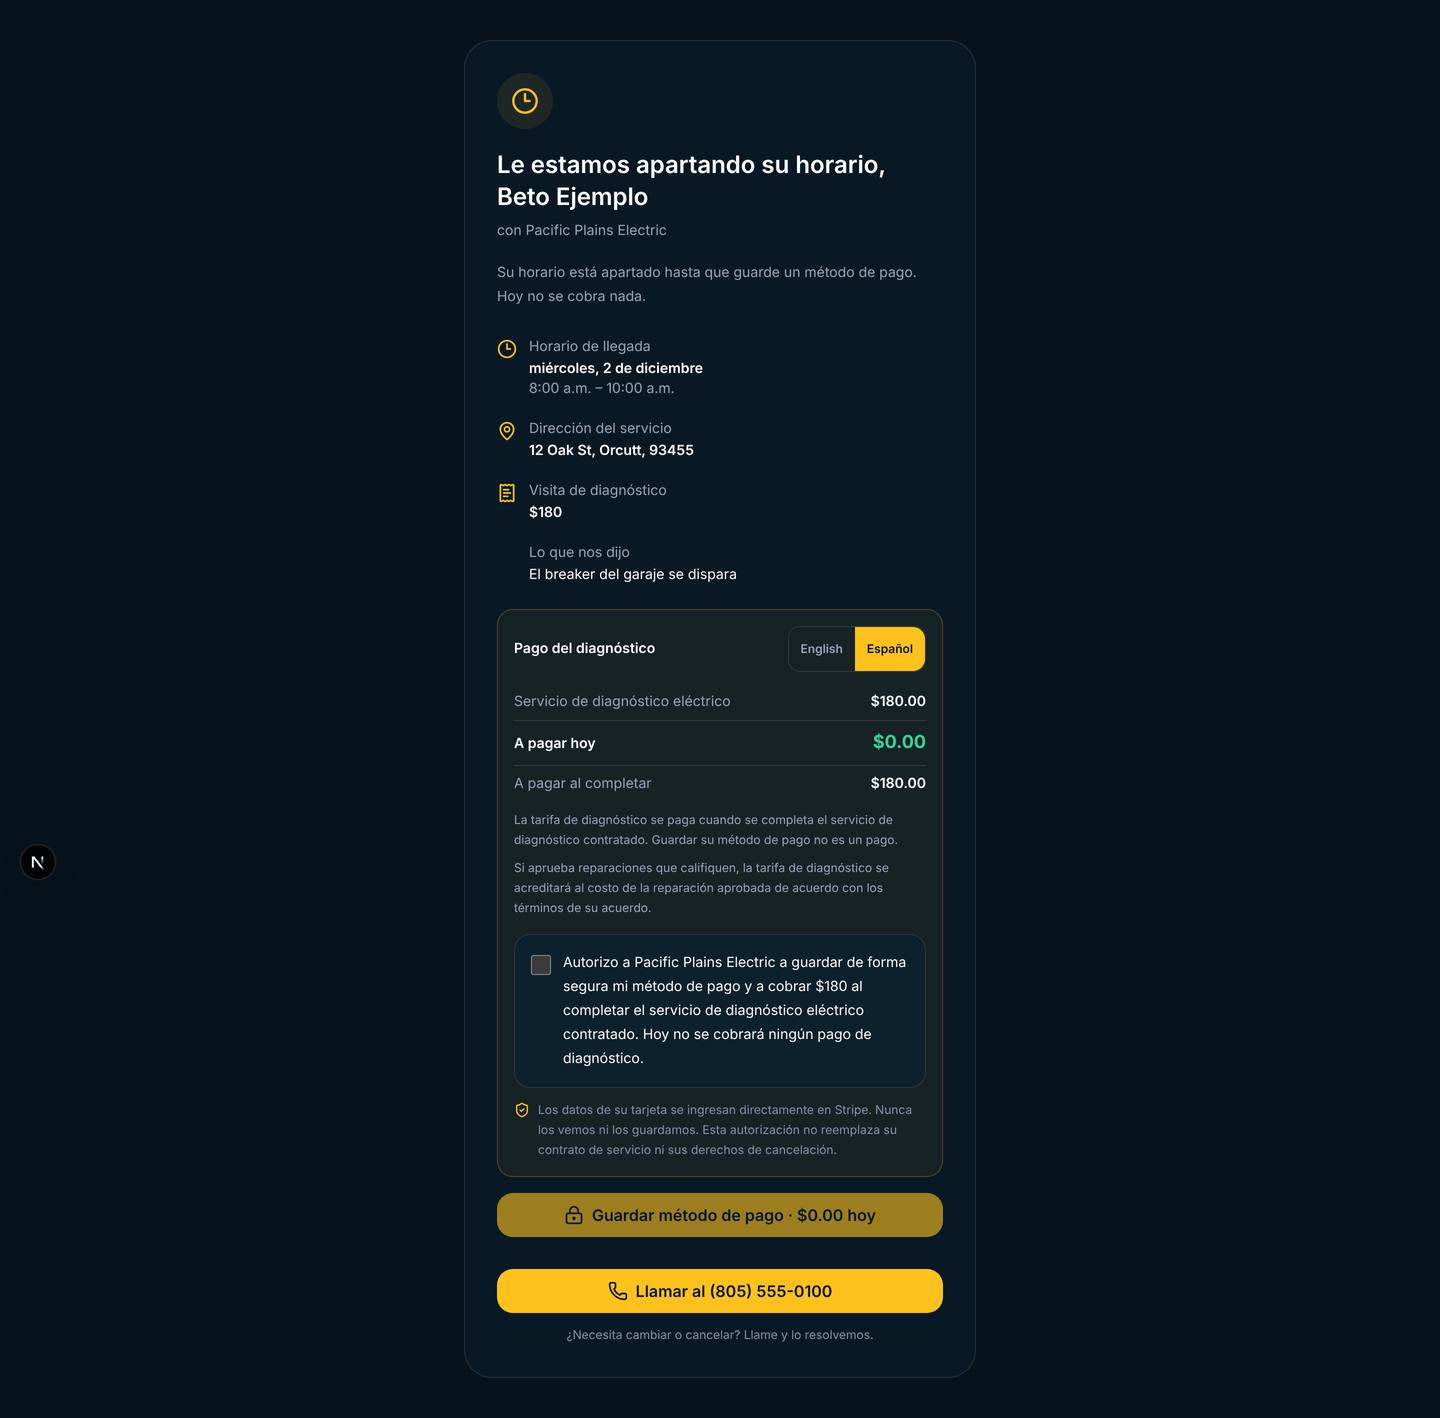 Le estamos apartando su horario,
Beto Ejemplo
con Pacific Plains Electric
Su horario está apartado hasta que guarde un método de pago.
Hoy no se cobra nada.
Horario de llegada
miércoles, 2 de diciembre
8:00 a.m. – 10:00 a.m.
Dirección del servicio
12 Oak St, Orcutt, 93455
Visita de diagnóstico
$180
Lo que nos dijo
El breaker del garaje se dispara
Pago del diagnóstico English Español
Servicio de diagnóstico eléctrico $180.00
A pagar hoy $0.00
A pagar al completar $180.00
La tarifa de diagnóstico se paga cuando se completa el servicio de
diagnóstico contratado. Guardar su método de pago no es un pago.
Si aprueba reparaciones que califiquen, la tarifa de diagnóstico se
acreditará al costo de la reparación aprobada de acuerdo con los
términos de su acuerdo.
Autorizo a Pacific Plains Electric a guardar de forma
segura mi método de pago y a cobrar $180 al
completar el servicio de diagnóstico eléctrico
contratado. Hoy no se cobrará ningún pago de
diagnóstico.
Los datos de su tarjeta se ingresan directamente en Stripe. Nunca
los vemos ni los guardamos. Esta autorización no reemplaza su
contrato de servicio ni sus derechos de cancelación.
Guardar método de pago · $0.00 hoy
Llamar al (805) 555-0100
¿Necesita cambiar o cancelar? Llame y lo resolvemos.
N